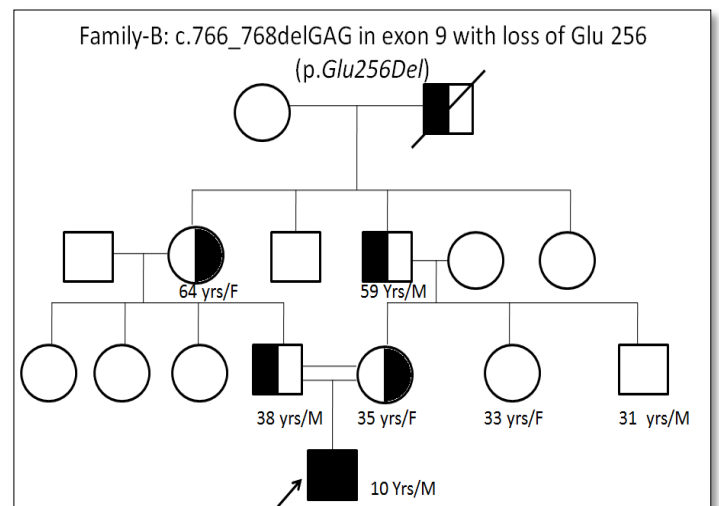 Family-B: c.766_768delGAG in exon 9 with loss of Glu 256
(p.Glu256Del)
64 yrs/F
59 Yrs/M
38 yrs/M
35 yrs/F
33 yrs/F
31 yrs/M
10 Yrs/M